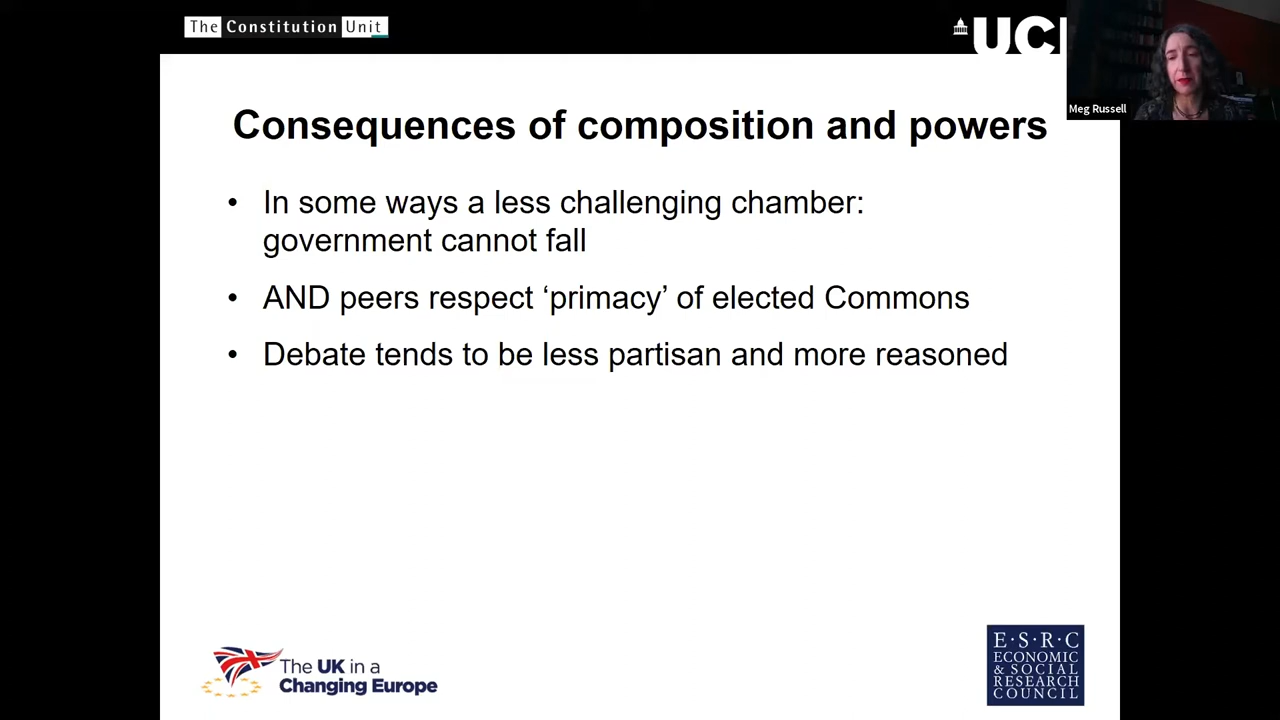 The Constitution Unit
UC
Meg Russell
Consequences of composition and powers
• In some ways a less challenging chamber:
government cannot fall
• AND peers respect ‘primacy’ of elected Commons
• Debate tends to be less partisan and more reasoned
The UK in a
Changing Europe
E·S·R·C
ECONOMIC
& SOCIAL
RESEARCH
COUNCIL